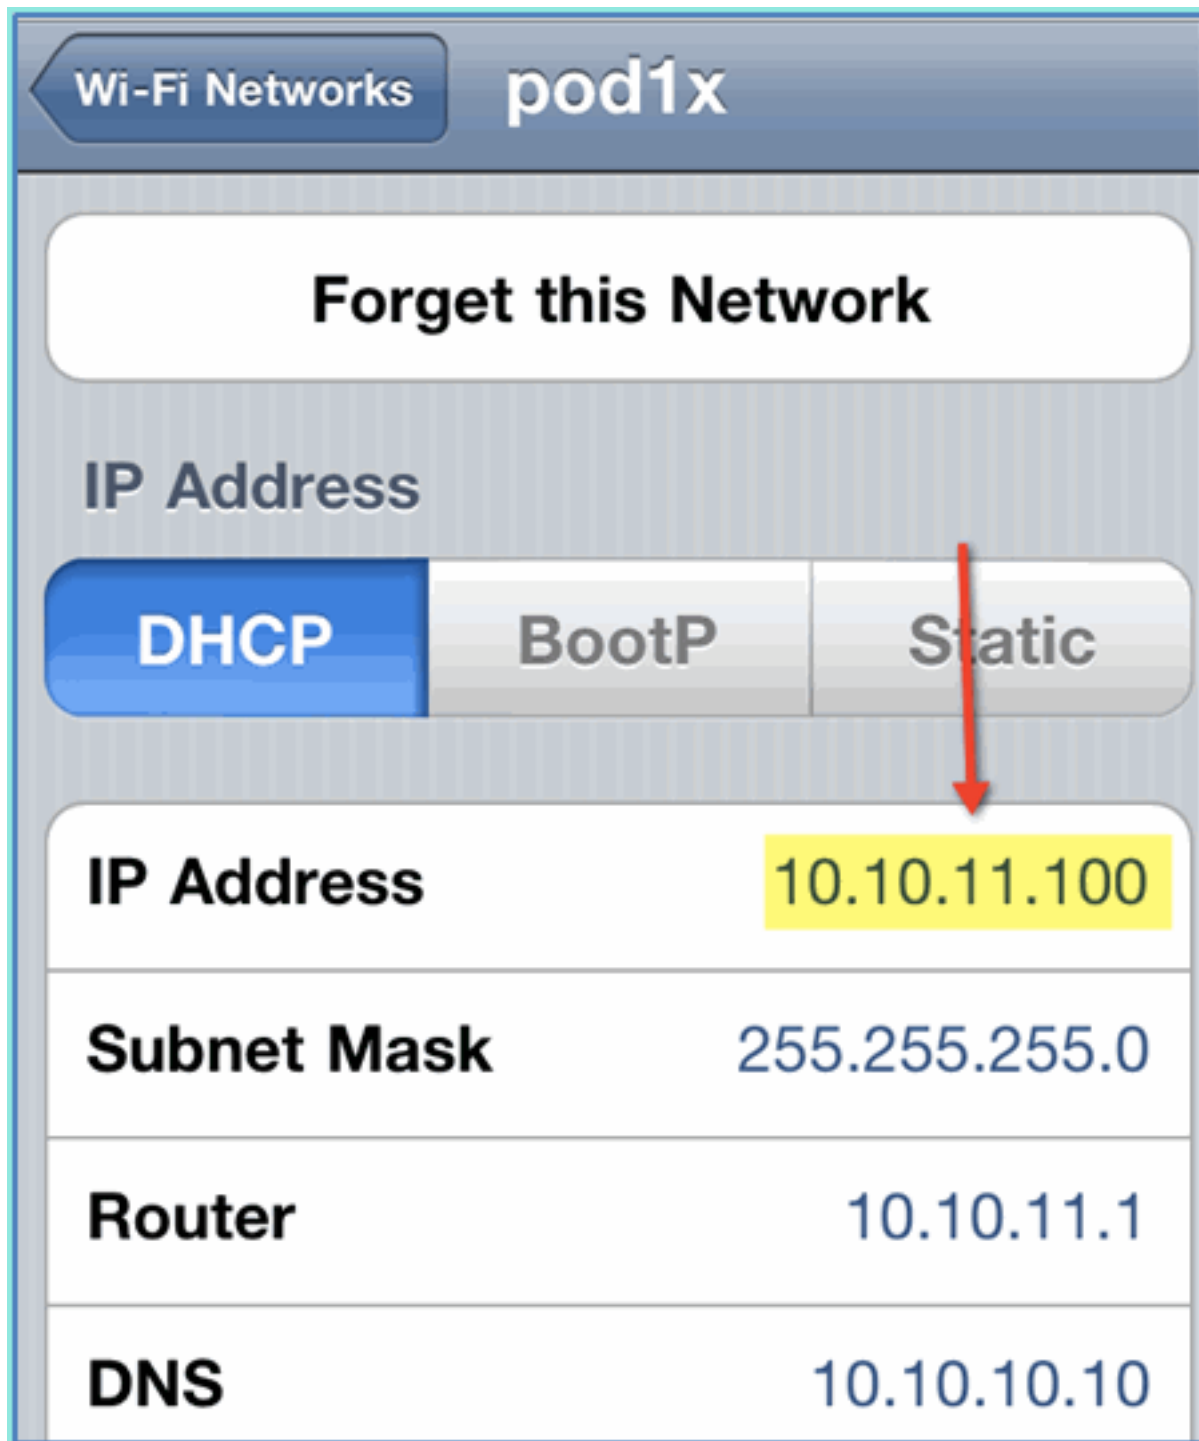 Wi-Fi Networks pod1x
Forget this Network
IP Address
DHCP BootP Static
IP Address 10.10.11.100
Subnet Mask 255.255.255.0
Router 10.10.11.1
DNS 10.10.10.10